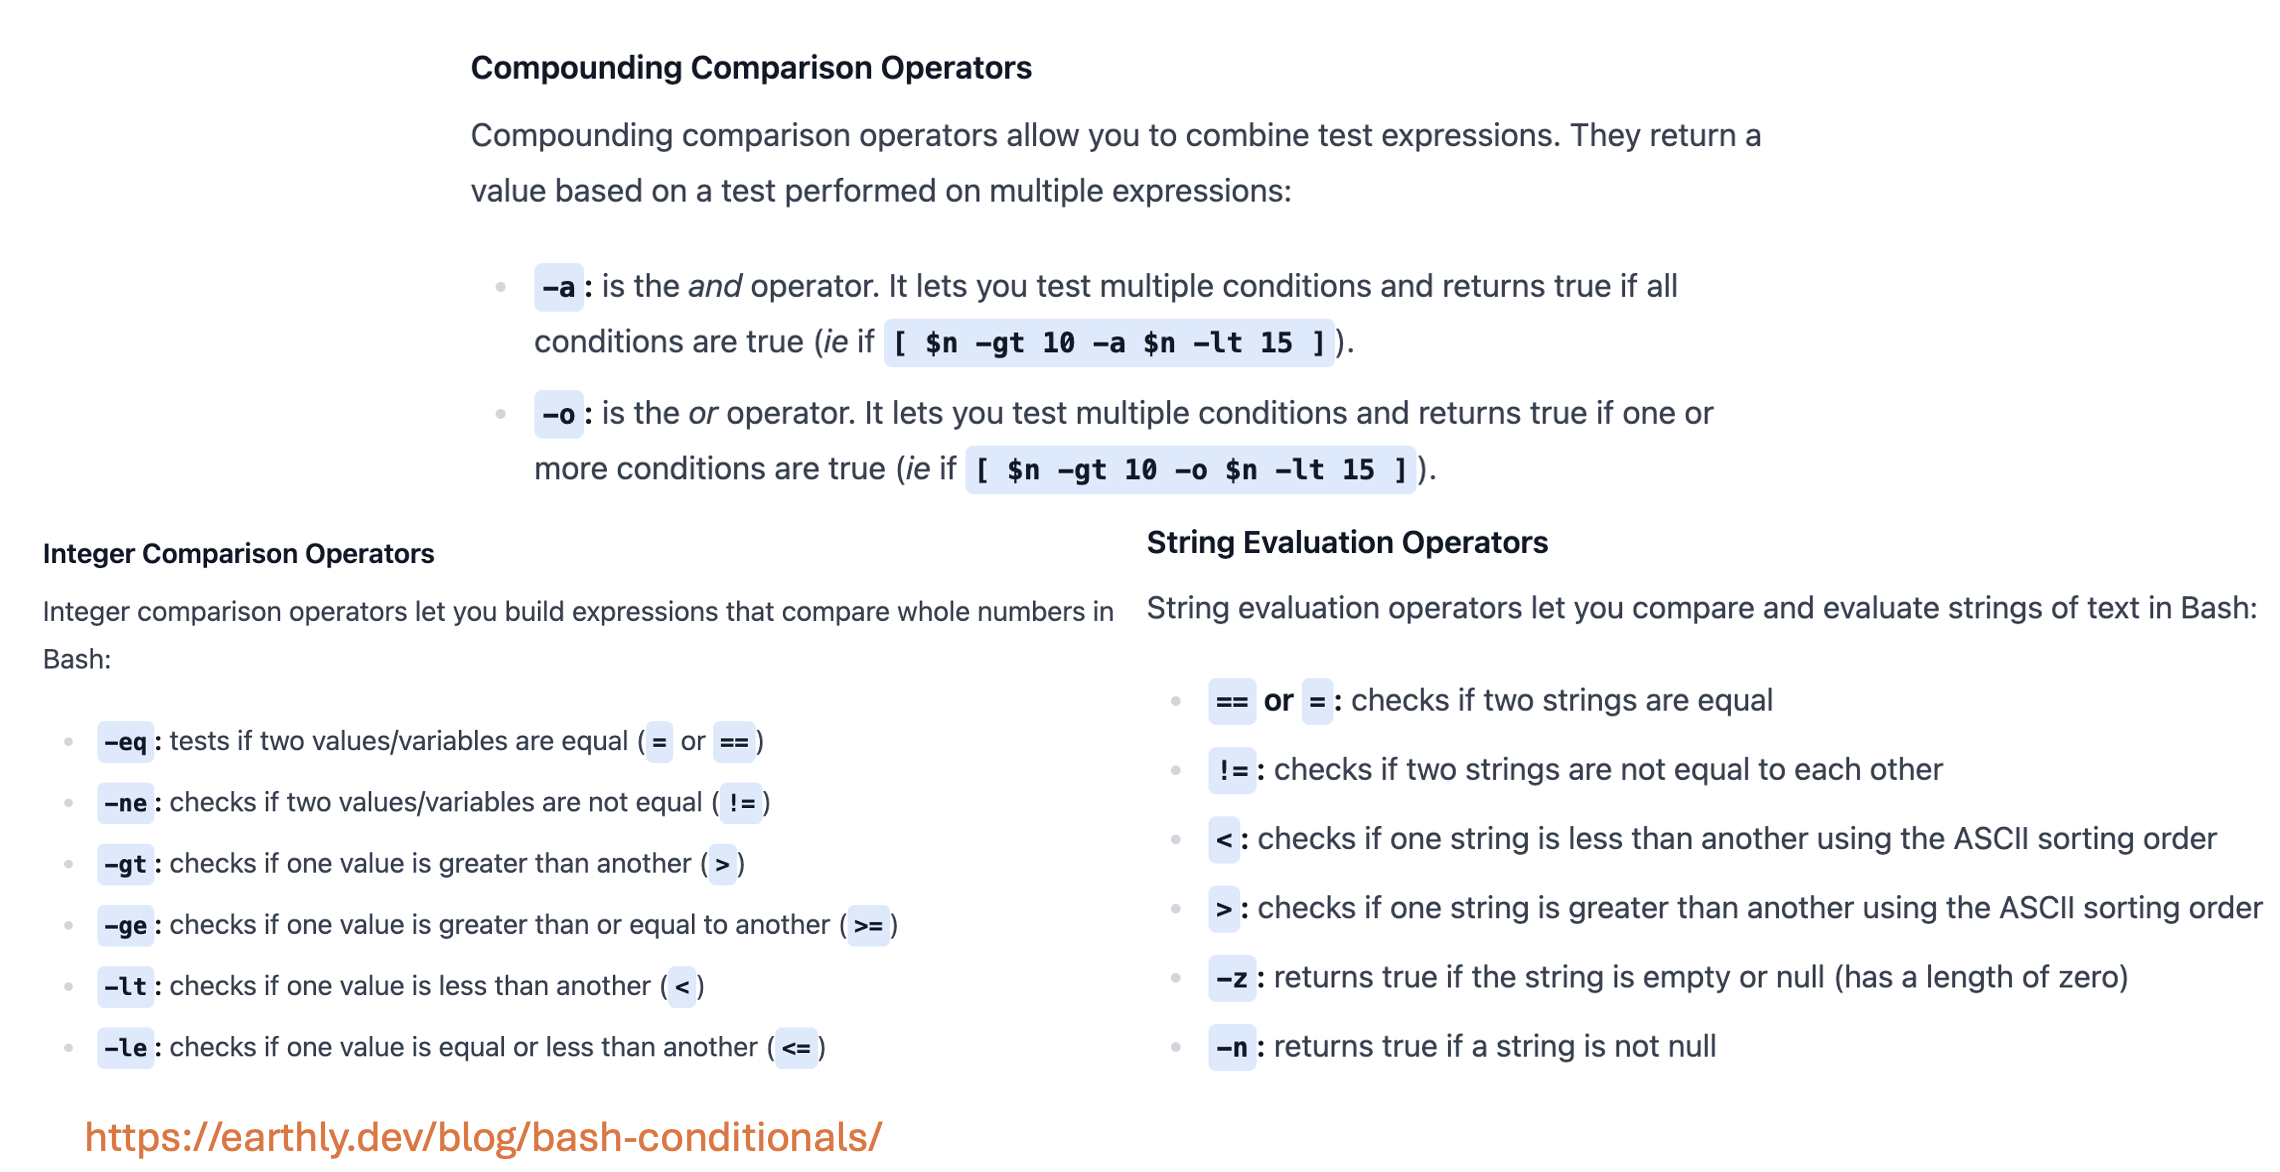 Compounding Comparison Operators
Compounding comparison operators allow you to combine test expressions. They return a
value based on a test performed on multiple expressions:
-a: is the and operator. It lets you test multiple conditions and returns true if all
conditions are true (ie if [ $n -gt 10 -a $n -lt 15 ]).
-o: is the or operator. It lets you test multiple conditions and returns true if one or
more conditions are true (ie if [ $n -gt 10 -o $n -lt 15 ]).
Integer Comparison Operators
Integer comparison operators let you build expressions that compare whole numbers in
Bash:
-eq: tests if two values/variables are equal (= or ==)
-ne: checks if two values/variables are not equal (!=)
-gt: checks if one value is greater than another (>)
-ge: checks if one value is greater than or equal to another (>=)
-lt: checks if one value is less than another (<)
-le: checks if one value is equal or less than another (<=)
String Evaluation Operators
String evaluation operators let you compare and evaluate strings of text in Bash:
== or =: checks if two strings are equal
!=: checks if two strings are not equal to each other
<: checks if one string is less than another using the ASCII sorting order
>: checks if one string is greater than another using the ASCII sorting order
-z: returns true if the string is empty or null (has a length of zero)
-n: returns true if a string is not null
https://earthly.dev/blog/bash-conditionals/